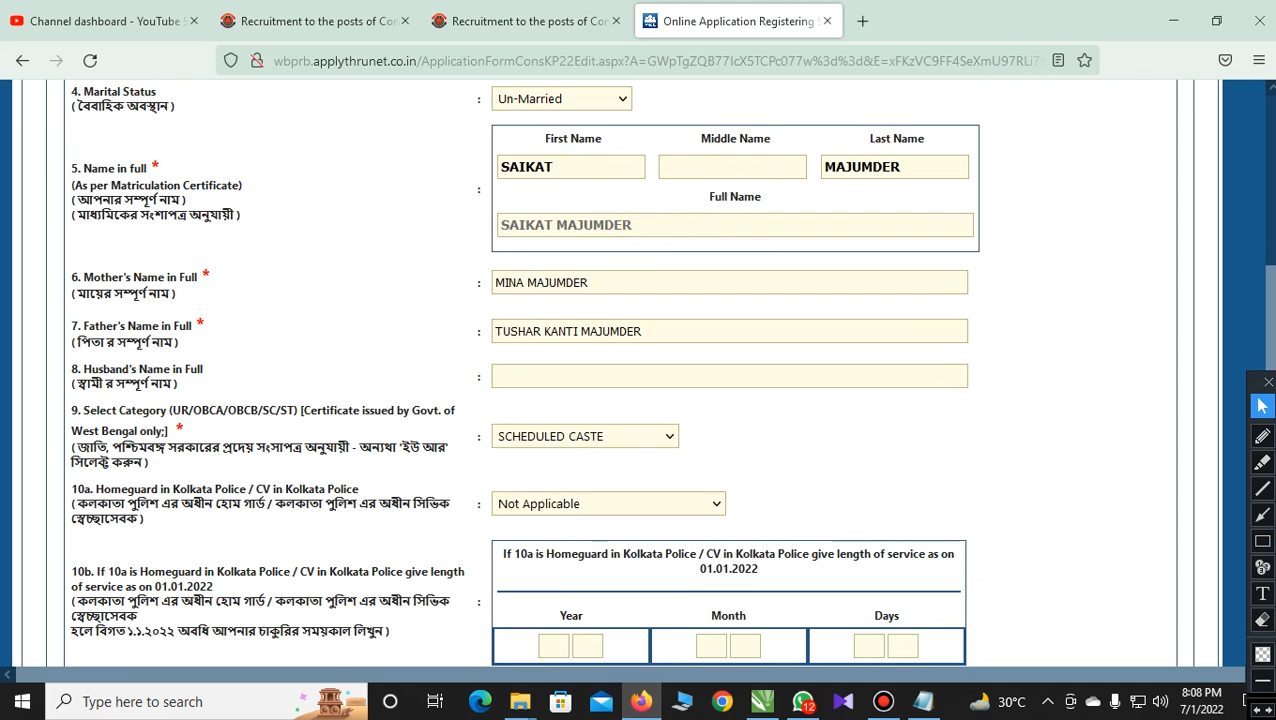 Channel dashboard - YouTube S
Recruitment to the posts of Con
Recruitment to the posts of Con
Online Application Registering S
wbprb.applythrunet.co.in/ApplicationFormConsKP22Edit.aspx?A=GWpTgZQB77IcX5TCPc077w%3d%3d&E=xFKzVC9FF4SeXmU97RLi7
4. Marital Status
( বৈবাহিক অবস্থান )
:
Un-Married
First Name
Middle Name
Last Name
5. Name in full *
(As per Matriculation Certificate)
( আপনার সম্পূর্ণ নাম )
( মাধ্যমিকের সংশাপত্র অনুযায়ী )
:
SAIKAT
MAJUMDER
Full Name
SAIKAT MAJUMDER
6. Mother's Name in Full *
( মায়ের সম্পূর্ণ নাম )
:
MINA MAJUMDER
7. Father's Name in Full *
( পিতা র সম্পূর্ণ নাম )
:
TUSHAR KANTI MAJUMDER
8. Husband's Name in Full
( স্বামী র সম্পূর্ণ নাম )
:
9. Select Category (UR/OBCA/OBCB/SC/ST) [Certificate issued by Govt. of
West Bengal only;] *
( জাতি, পশ্চিমবঙ্গ সরকারের প্রদেয় সংসাপত্র অনুযায়ী - অন্যথা 'ইউ আর'
সিলেক্ট করুন )
:
SCHEDULED CASTE
10a. Homeguard in Kolkata Police / CV in Kolkata Police
( কলকাতা পুলিশ এর অধীন হোম গার্ড / কলকাতা পুলিশ এর অধীন সিভিক
স্বেচ্ছাসেবক )
:
Not Applicable
If 10a is Homeguard in Kolkata Police / CV in Kolkata Police give length of service as on
01.01.2022
10b. If 10a is Homeguard in Kolkata Police / CV in Kolkata Police give length
of service as on 01.01.2022
( কলকাতা পুলিশ এর অধীন হোম গার্ড / কলকাতা পুলিশ এর অধীন সিভিক
স্বেচ্ছাসেবক
হলে বিগত ১.১.২০২২ অবধি আপনার চাকুরির সময়কাল লিখুন )
:
Year
Month
Days
Type here to search
12
30°C
8:08 PM
7/1/2022